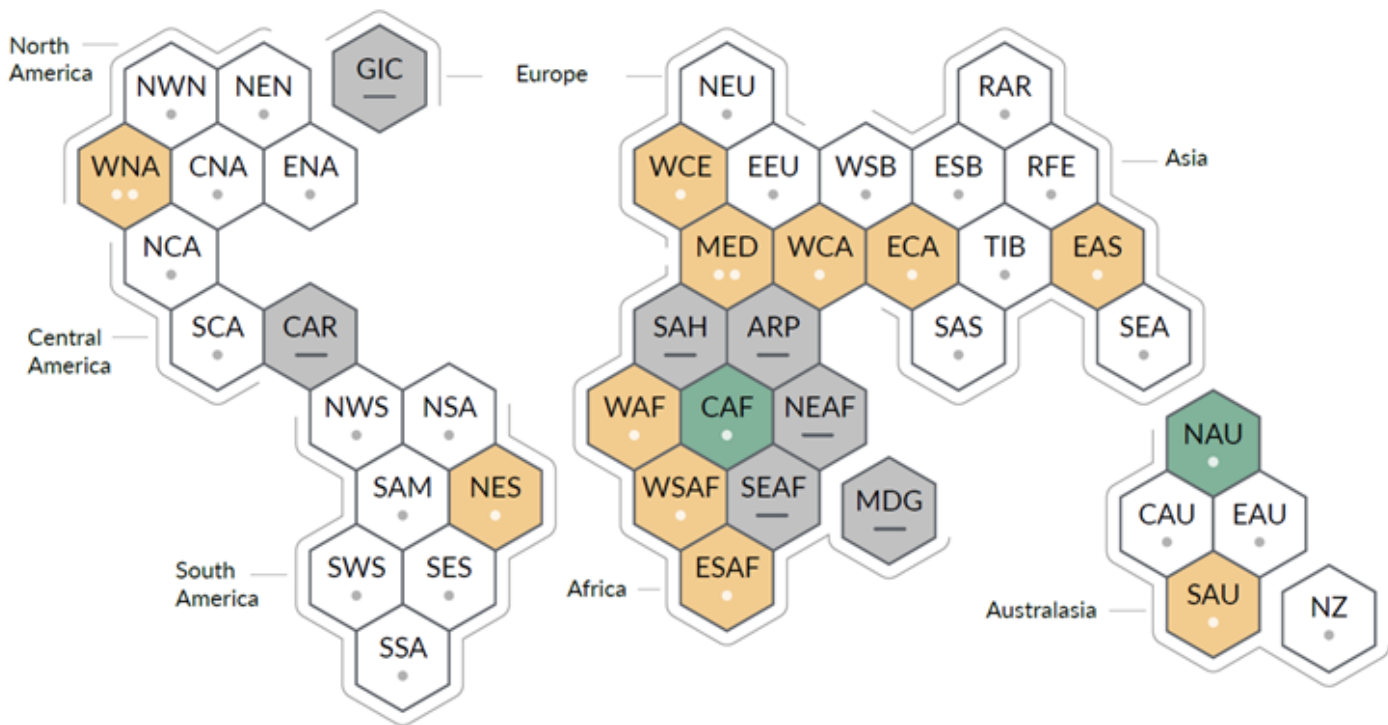 North
America
NWN
NEN
GIC
Europe
NEU
RAR
WNA
CNA
ENA
WCE
EEU
WSB
ESB
RFE
Asia
NCA
MED
WCA
ECA
TIB
EAS
Central
America
SCA
CAR
SAH
ARP
SAS
SEA
NWS
NSA
WAF
CAF
NEAF
NAU
SAM
NES
WSAF
SEAF
MDG
CAU
EAU
South
America
SWS
SES
Africa
ESAF
Australasia
SAU
NZ
SSA